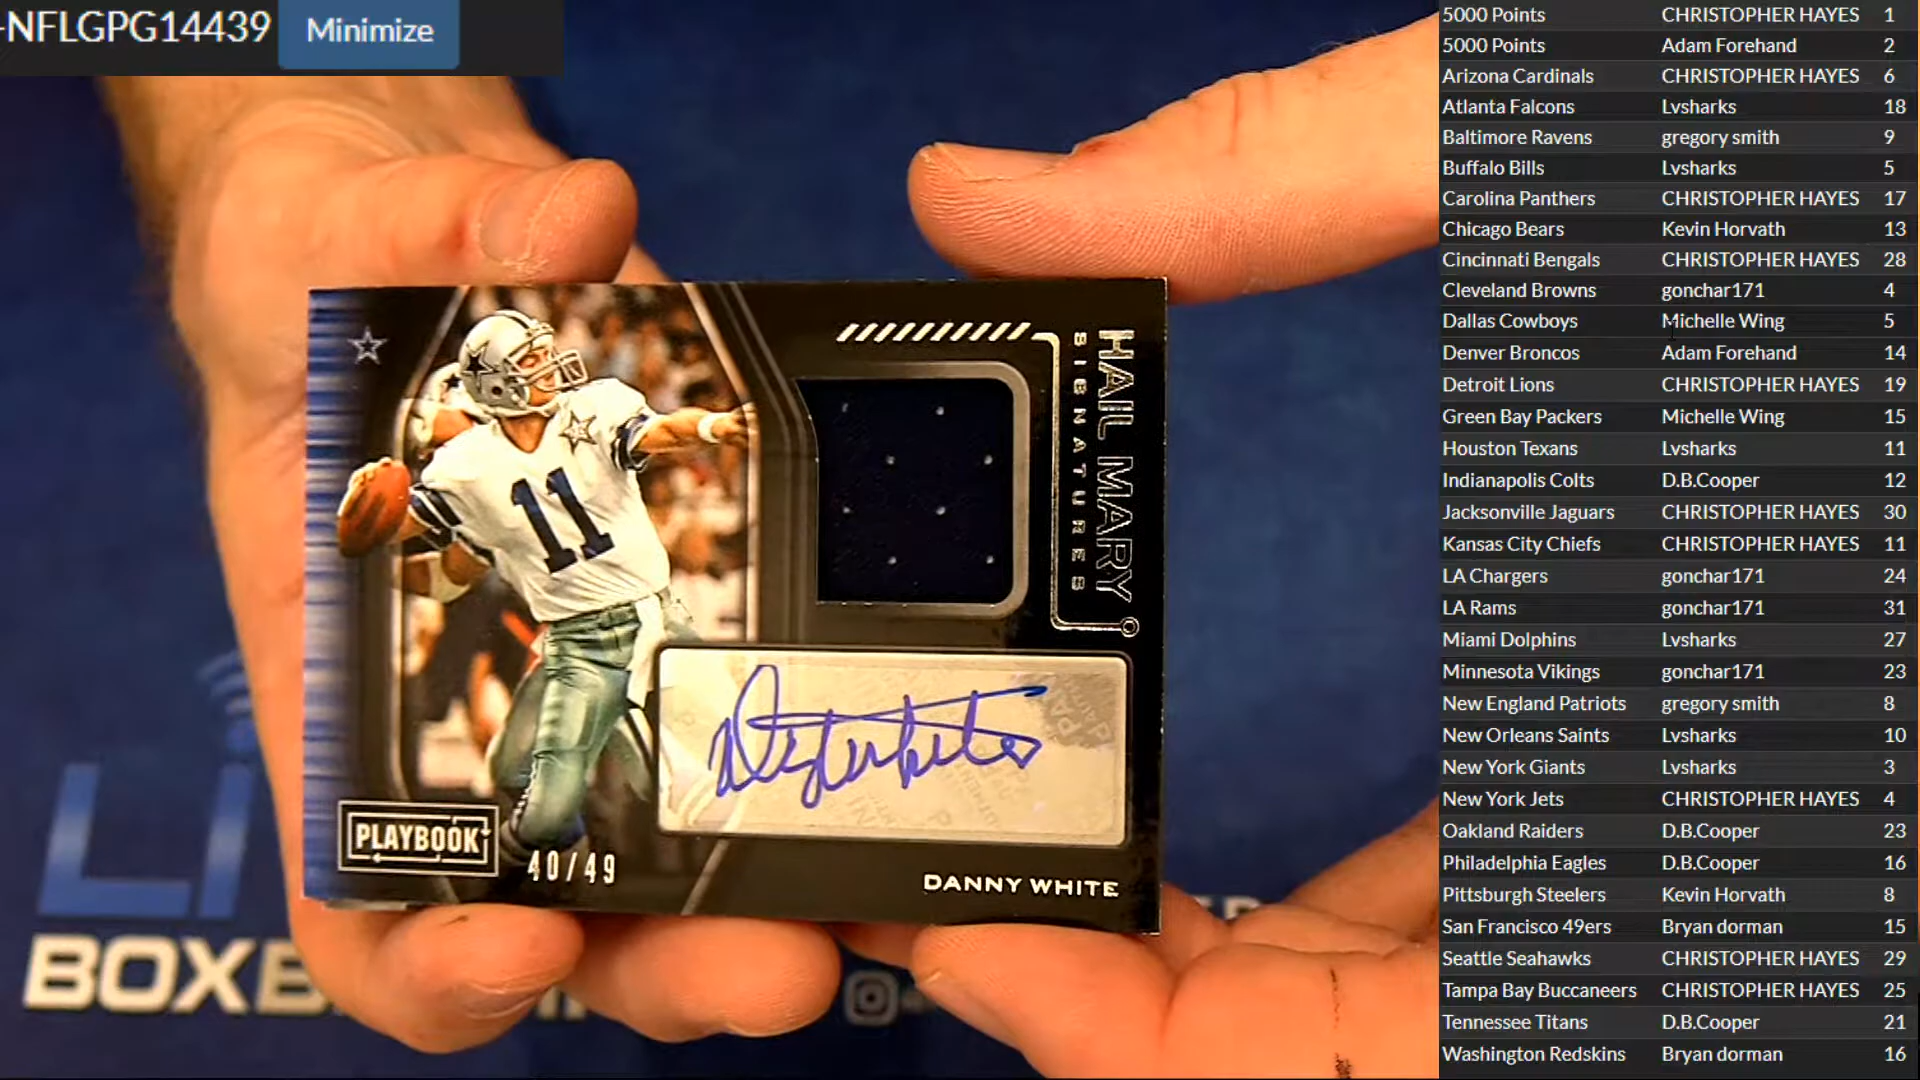 -NFLGPG14439
Minimize
HAIL MARY
SIGNATURES
11
PLAYBOOK
40/49
DANNY WHITE
BOXB
5000 Points CHRISTOPHER HAYES 1
5000 Points Adam Forehand 2
Arizona Cardinals CHRISTOPHER HAYES 6
Atlanta Falcons Lvsharks 18
Baltimore Ravens gregory smith 9
Buffalo Bills Lvsharks 5
Carolina Panthers CHRISTOPHER HAYES 17
Chicago Bears Kevin Horvath 13
Cincinnati Bengals CHRISTOPHER HAYES 28
Cleveland Browns gonchar171 4
Dallas Cowboys Michelle Wing 5
Denver Broncos Adam Forehand 14
Detroit Lions CHRISTOPHER HAYES 19
Green Bay Packers Michelle Wing 15
Houston Texans Lvsharks 11
Indianapolis Colts D.B.Cooper 12
Jacksonville Jaguars CHRISTOPHER HAYES 30
Kansas City Chiefs CHRISTOPHER HAYES 11
LA Chargers gonchar171 24
LA Rams gonchar171 31
Miami Dolphins Lvsharks 27
Minnesota Vikings gonchar171 23
New England Patriots gregory smith 8
New Orleans Saints Lvsharks 10
New York Giants Lvsharks 3
New York Jets CHRISTOPHER HAYES 4
Oakland Raiders D.B.Cooper 23
Philadelphia Eagles D.B.Cooper 16
Pittsburgh Steelers Kevin Horvath 8
San Francisco 49ers Bryan dorman 15
Seattle Seahawks CHRISTOPHER HAYES 29
Tampa Bay Buccaneers CHRISTOPHER HAYES 25
Tennessee Titans D.B.Cooper 21
Washington Redskins Bryan dorman 16